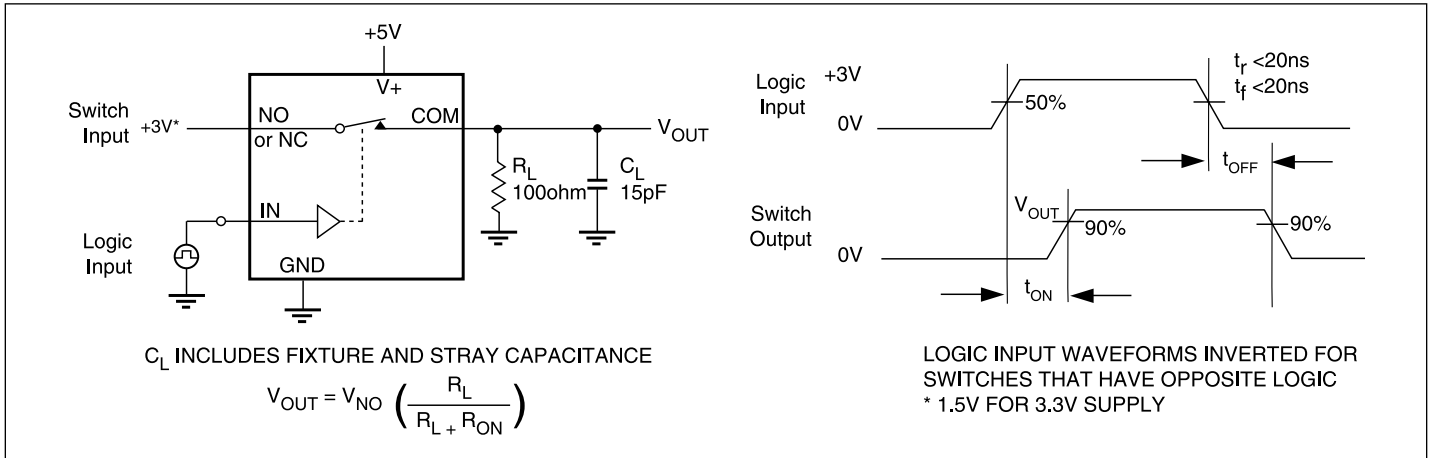 +5V
V+
Switch
Input
+3V*
NO
or NC
COM
VOUT
RL
100ohm
CL
15pF
IN
Logic
Input
GND
CL INCLUDES FIXTURE AND STRAY CAPACITANCE
VOUT = VNO ( RL / RL + RON )
Logic
Input
+3V
0V
50%
tr <20ns
tf <20ns
tOFF
Switch
Output
VOUT
0V
90%
90%
tON
LOGIC INPUT WAVEFORMS INVERTED FOR
SWITCHES THAT HAVE OPPOSITE LOGIC
* 1.5V FOR 3.3V SUPPLY